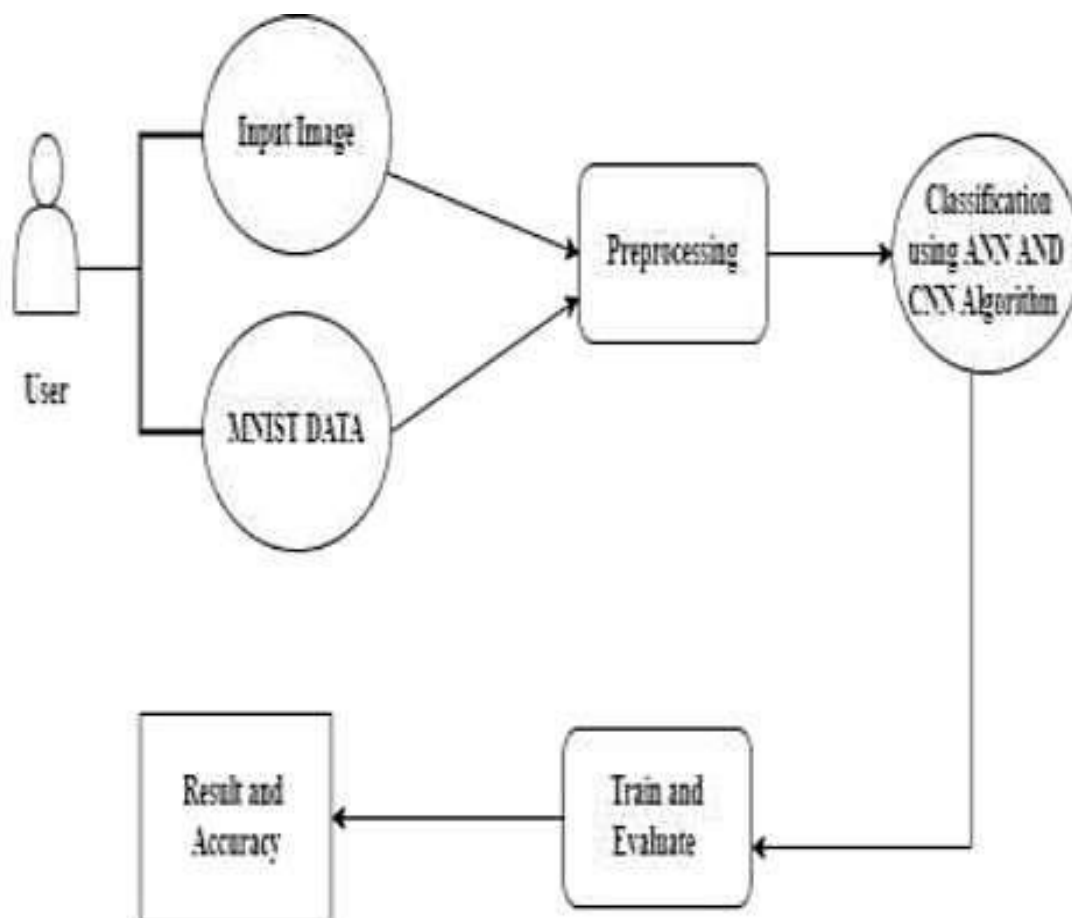 Input Image
User
MNIST DATA
Preprocessing
Classification
using ANN AND
CNN Algorithm
Train and
Evaluate
Result and
Accuracy